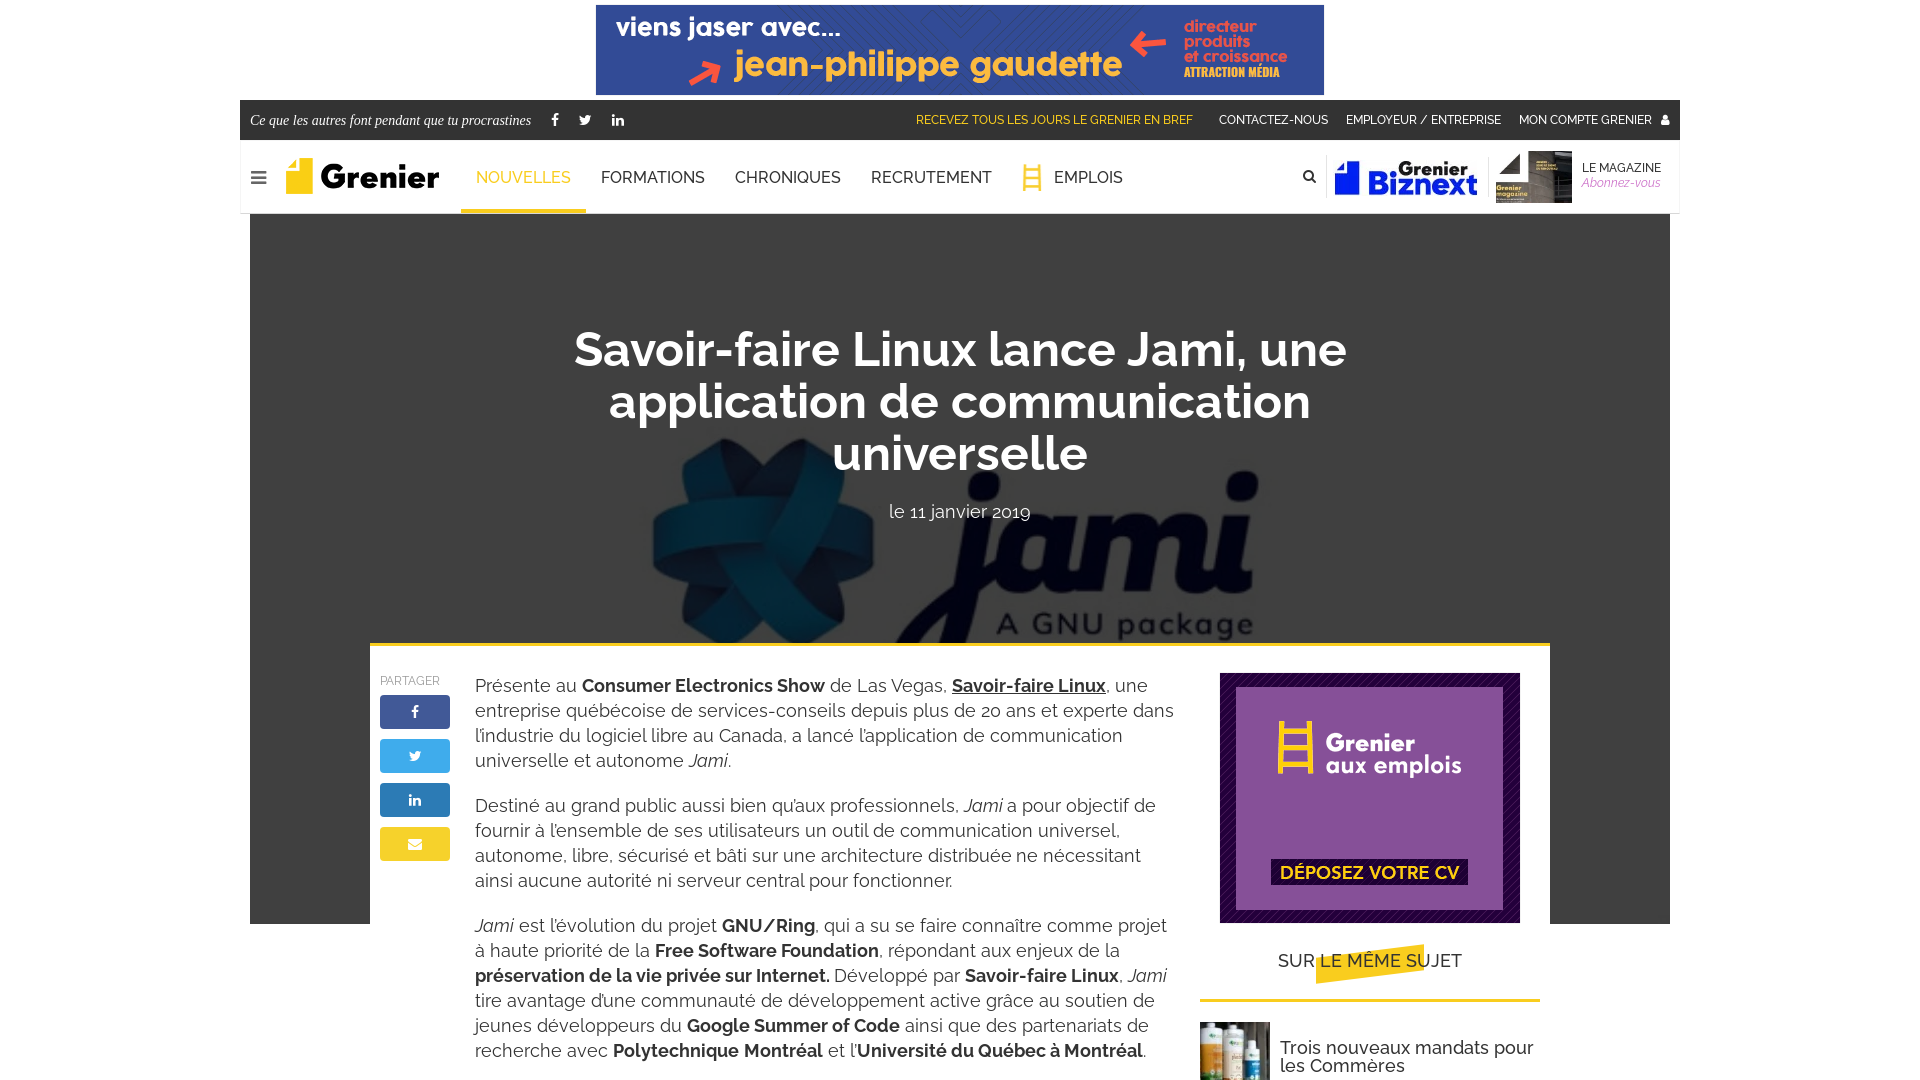 viens jaser avec...
jean-philippe gaudette
directeur
produits
et croissance
ATTRACTION MÉDIA
Ce que les autres font pendant que tu procrastines
RECEVEZ TOUS LES JOURS LE GRENIER EN BREF
CONTACTEZ-NOUS
EMPLOYEUR / ENTREPRISE
MON COMPTE GRENIER
Grenier
NOUVELLES
FORMATIONS
CHRONIQUES
RECRUTEMENT
EMPLOIS
Grenier
Biznext
Grenier
magazine
LE MAGAZINE
Abonnez-vous
Savoir-faire Linux lance Jami, une
application de communication
universelle
le 11 janvier 2019
jami
A GNU package
PARTAGER
Présente au Consumer Electronics Show de Las Vegas, Savoir-faire Linux, une
entreprise québécoise de services-conseils depuis plus de 20 ans et experte dans
l’industrie du logiciel libre au Canada, a lancé l’application de communication
universelle et autonome Jami.
Destiné au grand public aussi bien qu’aux professionnels, Jami a pour objectif de
fournir à l’ensemble de ses utilisateurs un outil de communication universel,
autonome, libre, sécurisé et bâti sur une architecture distribuée ne nécessitant
ainsi aucune autorité ni serveur central pour fonctionner.
Jami est l’évolution du projet GNU/Ring, qui a su se faire connaître comme projet
à haute priorité de la Free Software Foundation, répondant aux enjeux de la
préservation de la vie privée sur Internet. Développé par Savoir-faire Linux, Jami
tire avantage d’une communauté de développement active grâce au soutien de
jeunes développeurs du Google Summer of Code ainsi que des partenariats de
recherche avec Polytechnique Montréal et l’Université du Québec à Montréal.
Grenier
aux emplois
DÉPOSEZ VOTRE CV
SUR LE MÊME SUJET
Trois nouveaux mandats pour
les Commères